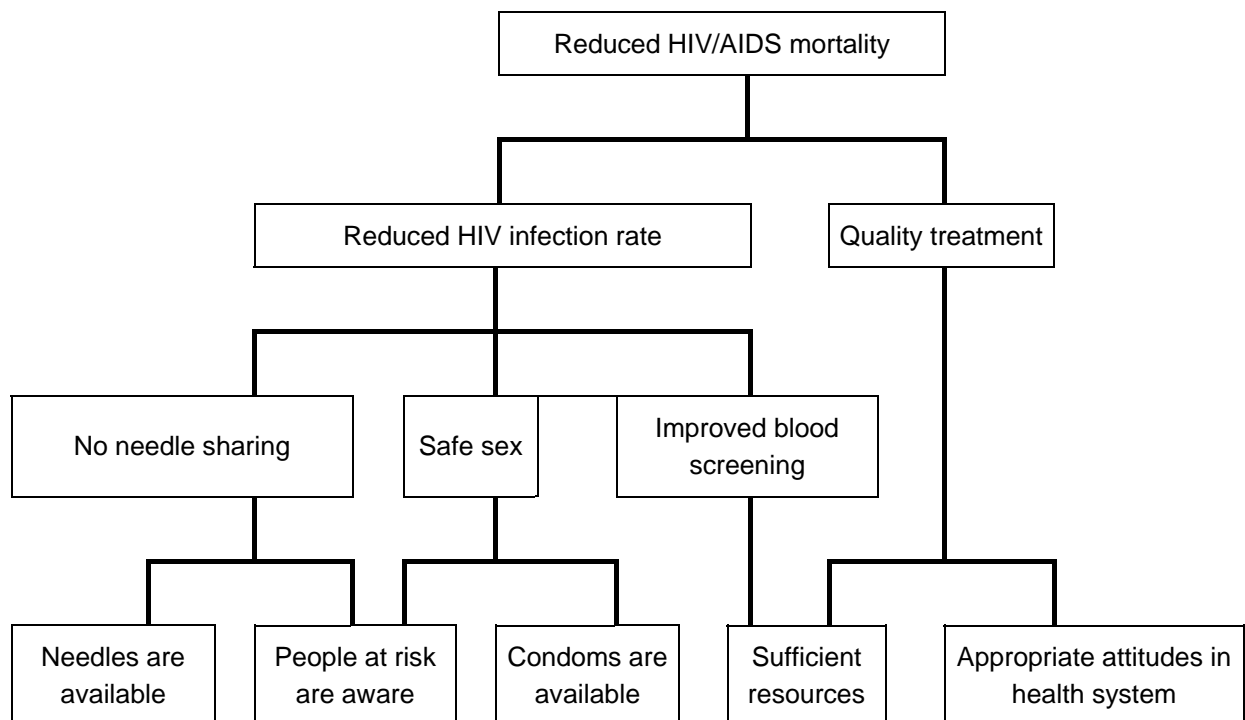 Reduced HIV/AIDS mortality
Reduced HIV infection rate
Quality treatment
No needle sharing
Safe sex
Improved blood
screening
Needles are
available
People at risk
are aware
Condoms are
available
Sufficient
resources
Appropriate attitudes in
health system